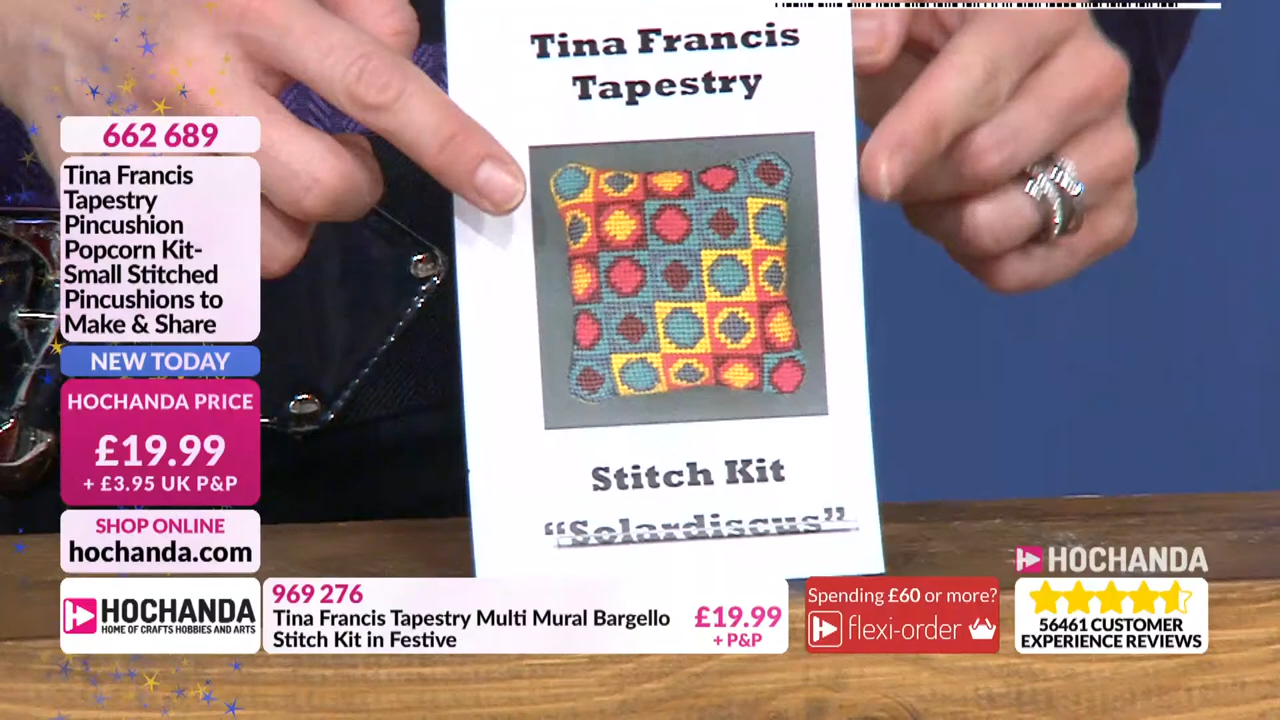 Tina Francis
Tapestry
Stitch Kit
“Solardiscus”
662 689
Tina Francis
Tapestry
Pincushion
Popcorn Kit-
Small Stitched
Pincushions to
Make & Share
NEW TODAY
HOCHANDA PRICE
£19.99
+ £3.95 UK P&P
SHOP ONLINE
hochanda.com
HOCHANDA
HOME OF CRAFTS HOBBIES AND ARTS
969 276
Tina Francis Tapestry Multi Mural Bargello
Stitch Kit in Festive
£19.99
+ P&P
Spending £60 or more?
flexi-order
HOCHANDA
56461 CUSTOMER
EXPERIENCE REVIEWS